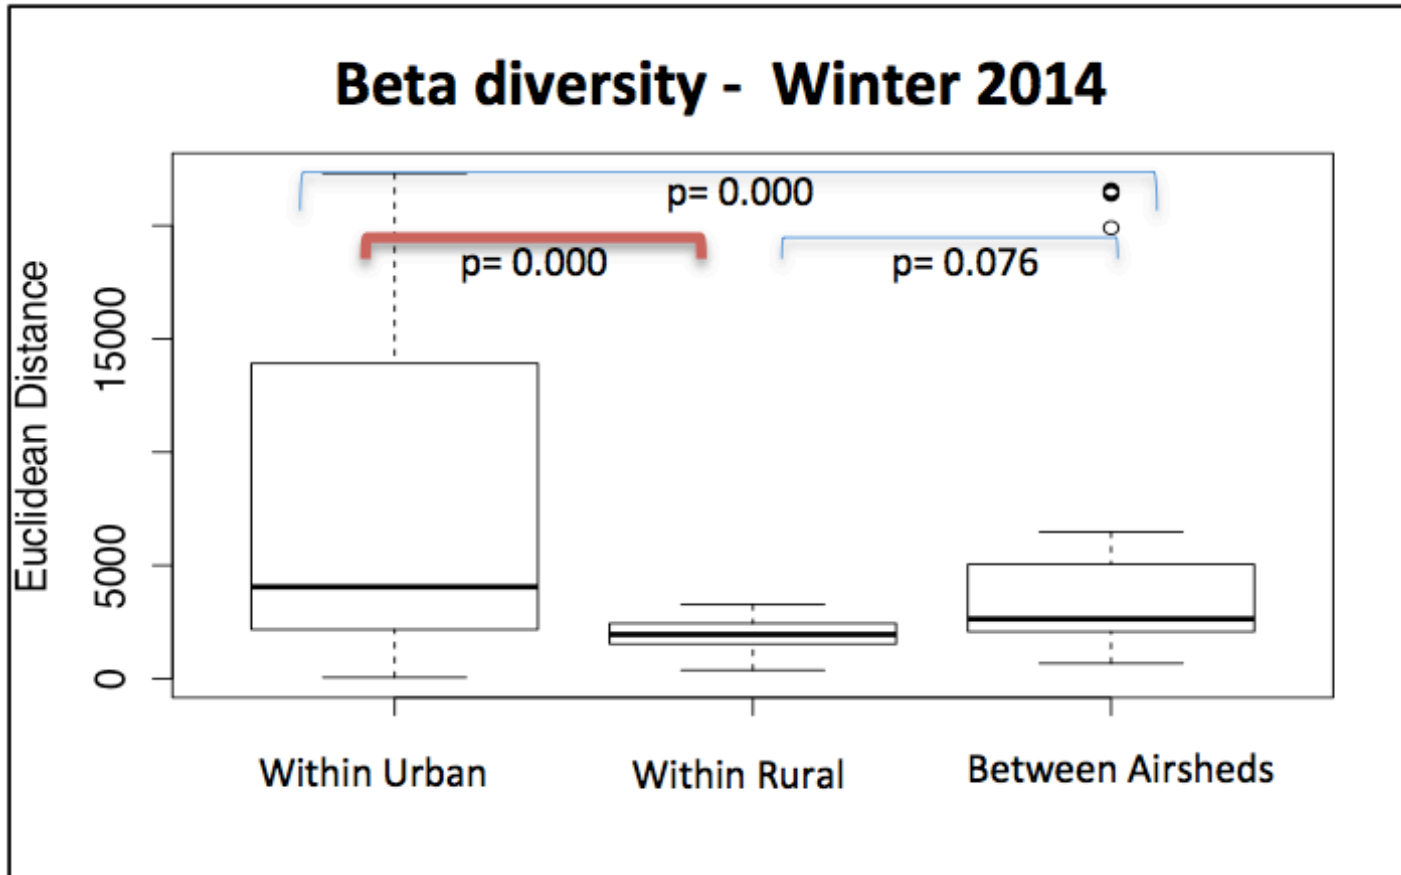 Beta diversity - Winter 2014
p= 0.000
p= 0.000
p= 0.076
Euclidean Distance
15000
5000
0
Within Urban
Within Rural
Between Airsheds